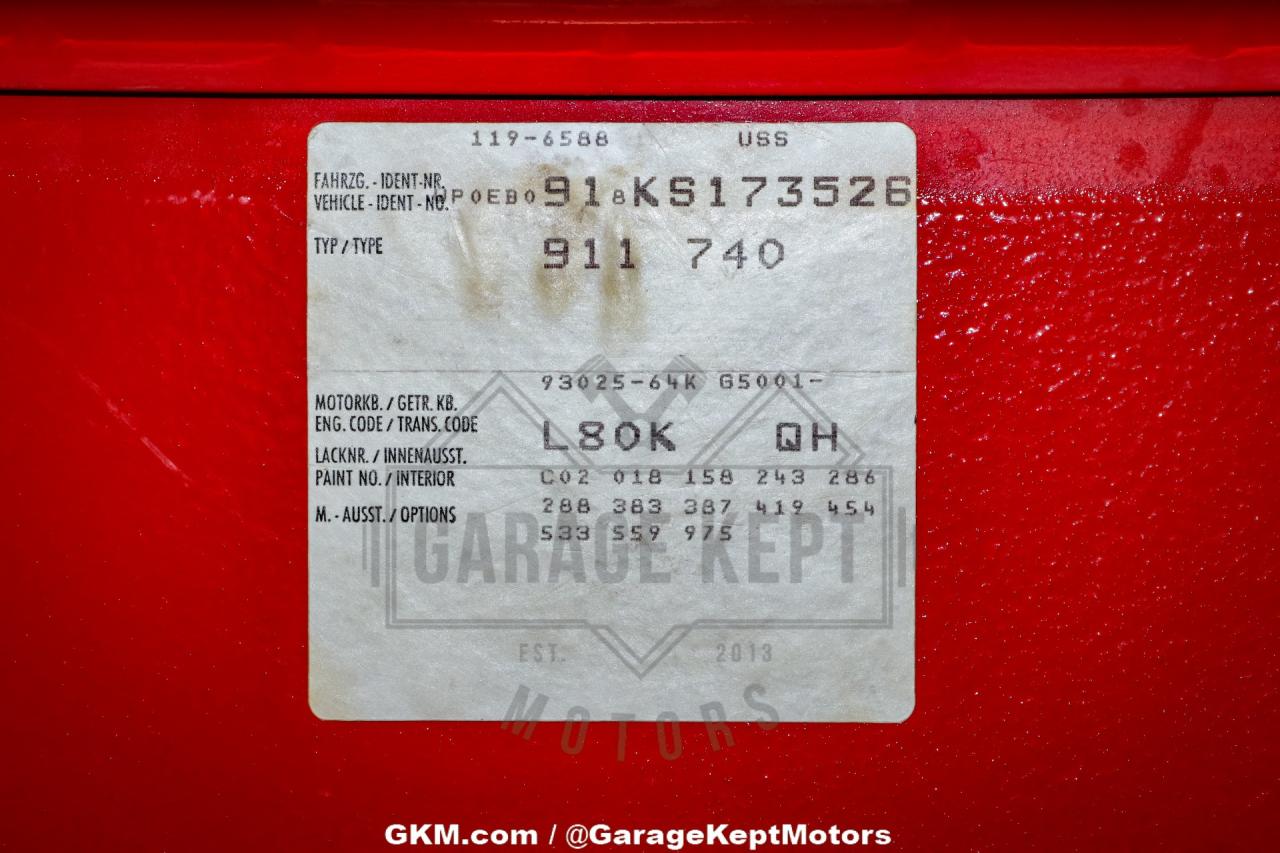 119-6588 USS
FAHRZG. - IDENT-NR.
VEHICLE - IDENT - NO. WP0EB0918KS173526
TYP / TYPE 911 740
93025-64K G5001-
MOTORKB. / GETR. KB.
ENG. CODE / TRANS. CODE L80K QH
LACKNR. / INNENAUSST.
PAINT NO. / INTERIOR C02 018 158 243 286
M. - AUSST. / OPTIONS 288 383 387 419 454
533 559 975
GARAGE KEPT
EST. 2013
MOTORS
GKM.com / @GarageKeptMotors